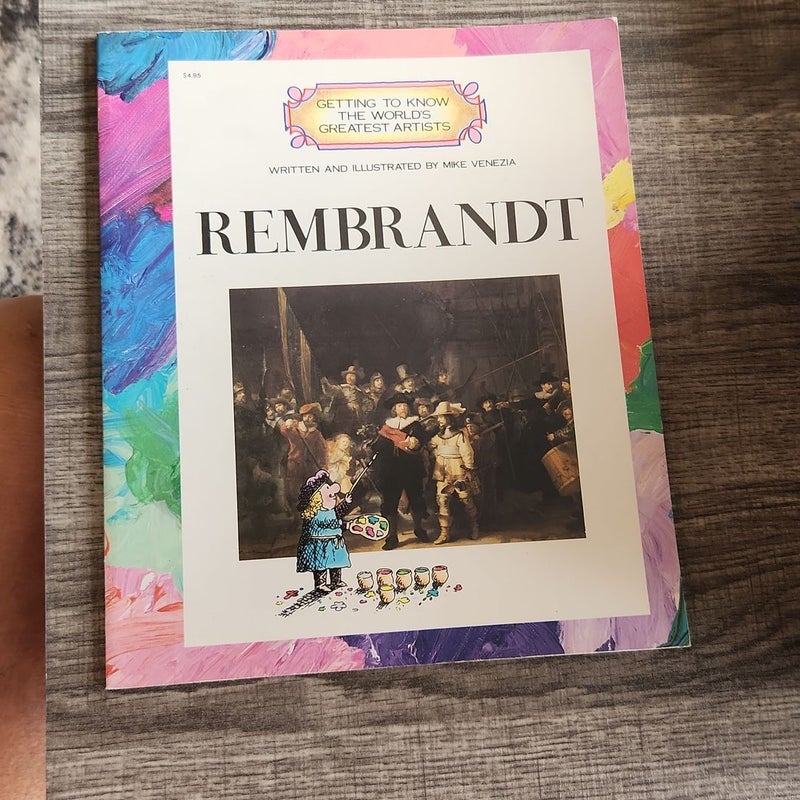 $4.95
GETTING TO KNOW
THE WORLD'S
GREATEST ARTISTS
WRITTEN AND ILLUSTRATED BY MIKE VENEZIA
REMBRANDT